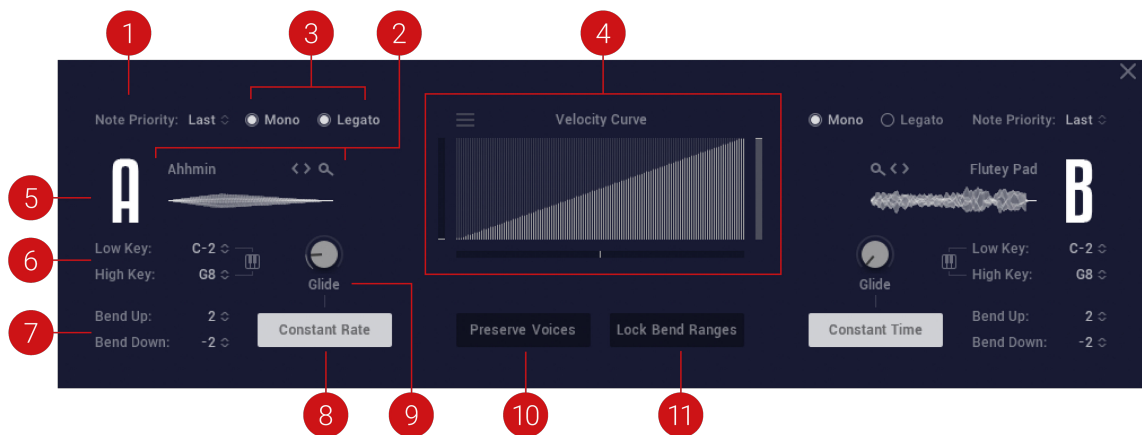 1
3
2
4
Note Priority: Last Mono Legato
Velocity Curve
Mono Legato Note Priority: Last
Ahhmin
Flutey Pad
5
A
B
6
Low Key: C-2
High Key: G8
Glide
Low Key: C-2
High Key: G8
Glide
7
Bend Up: 2
Bend Down: -2
Constant Rate
Preserve Voices
Lock Bend Ranges
Constant Time
Bend Up: 2
Bend Down: -2
8
9
10
11